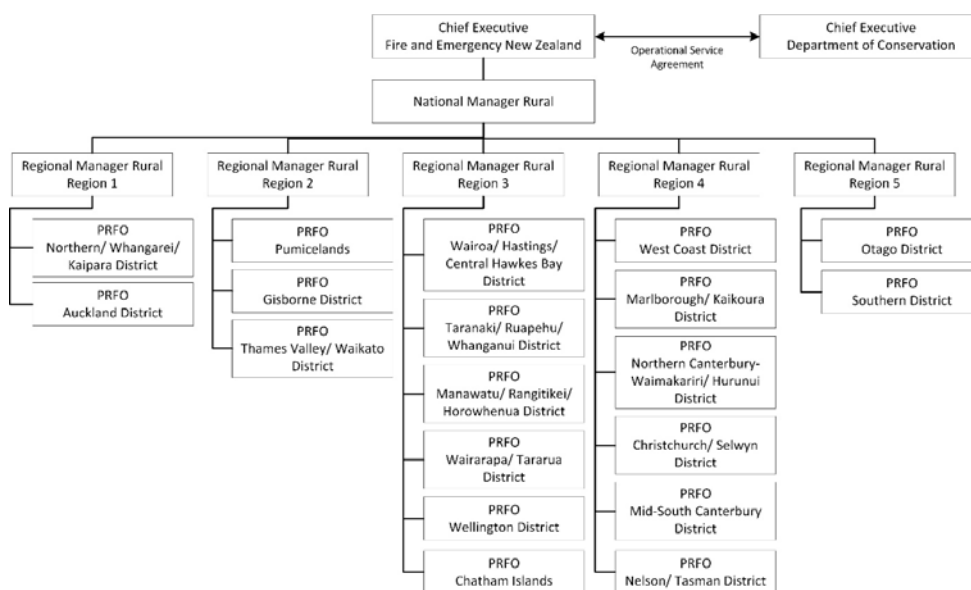 Chief Executive
Fire and Emergency New Zealand
Operational Service
Agreement
Chief Executive
Department of Conservation
National Manager Rural
Regional Manager Rural
Region 1
Regional Manager Rural
Region 2
Regional Manager Rural
Region 3
Regional Manager Rural
Region 4
Regional Manager Rural
Region 5
PRFO
Northern/ Whangarei/
Kaipara District
PRFO
Auckland District
PRFO
Pumicelands
PRFO
Gisborne District
PRFO
Thames Valley/ Waikato
District
PRFO
Wairoa/ Hastings/
Central Hawkes Bay
District
PRFO
Taranaki/ Ruapehu/
Whanganui District
PRFO
Manawatu/ Rangitikei/
Horowhenua District
PRFO
Wairarapa/ Tararua
District
PRFO
Wellington District
PRFO
Chatham Islands
PRFO
West Coast District
PRFO
Marlborough/ Kaikoura
District
PRFO
Northern Canterbury-
Waimakariri/ Hurunui
District
PRFO
Christchurch/ Selwyn
District
PRFO
Mid-South Canterbury
District
PRFO
Nelson/ Tasman District
PRFO
Otago District
PRFO
Southern District